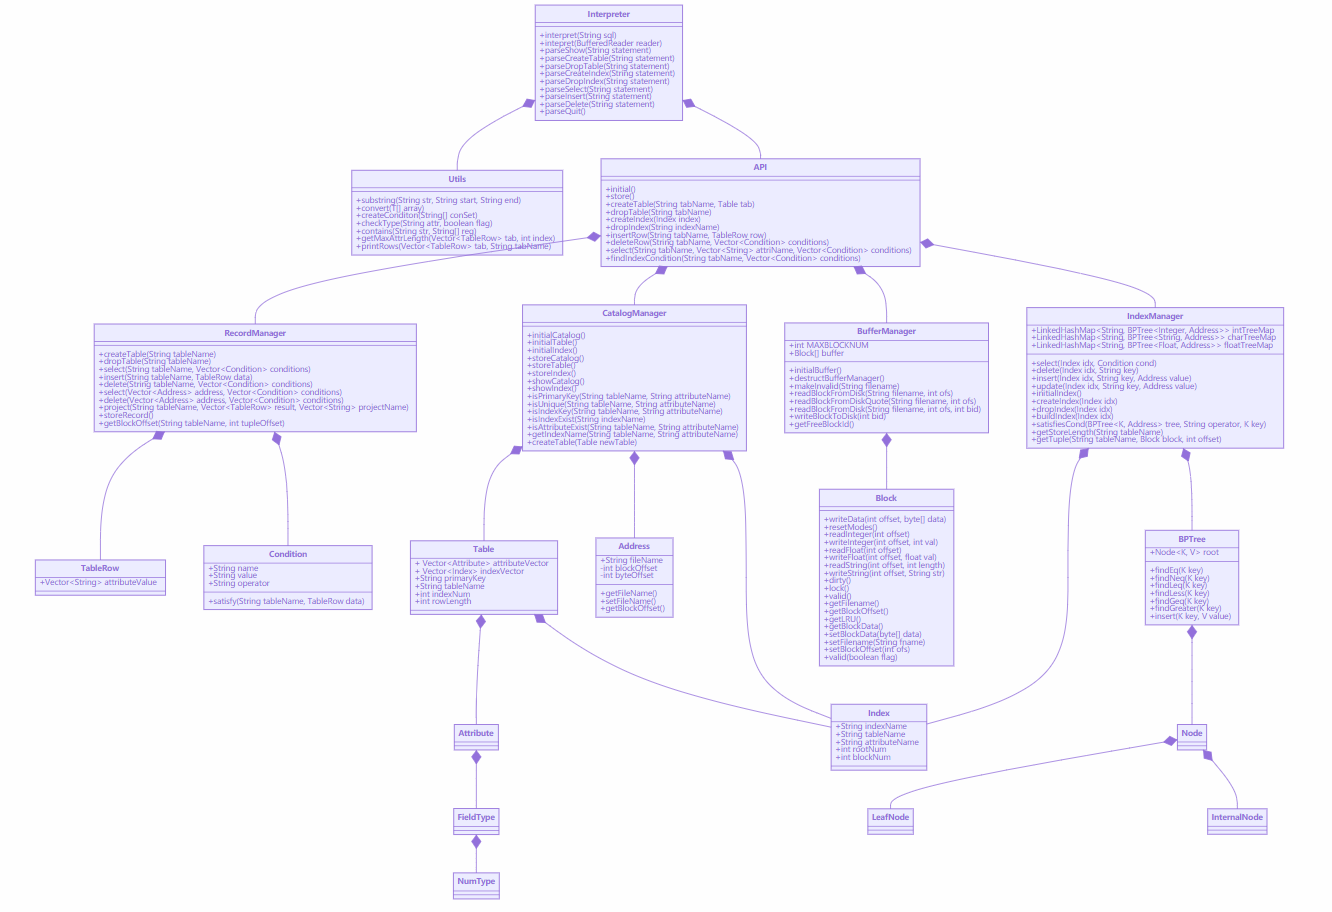 Interpreter
+interpret(String sql)
+intepret(BufferedReader reader)
+parseShow(String statement)
+parseCreateTable(String statement)
+parseDropTable(String statement)
+parseCreateIndex(String statement)
+parseDropIndex(String statement)
+parseSelect(String statement)
+parseInsert(String statement)
+parseDelete(String statement)
+parseQuit()
Utils
+substring(String str, String start, String end)
+convert(T[] array)
+createConditon(String[] conSet)
+checkType(String attr, boolean flag)
+contains(String str, String[] reg)
+getMaxAttrLength(Vector<TableRow> tab, int index)
+printRows(Vector<TableRow> tab, String tabName)
API
+initial()
+store()
+createTable(String tabName, Table tab)
+dropTable(String tabName)
+createIndex(Index index)
+dropIndex(String indexName)
+insertRow(String tabName, TableRow row)
+deleteRow(String tabName, Vector<Condition> conditions)
+select(String tabName, Vector<String> attriName, Vector<Condition> conditions)
+findIndexCondition(String tabName, Vector<Condition> conditions)
RecordManager
+createTable(String tableName)
+dropTable(String tableName)
+select(String tableName, Vector<Condition> conditions)
+insert(String tableName, TableRow data)
+delete(String tableName, Vector<Condition> conditions)
+select(Vector<Address> address, Vector<Condition> conditions)
+delete(Vector<Address> address, Vector<Condition> conditions)
+project(String tableName, Vector<TableRow> result, Vector<String> projectName)
+storeRecord()
+getBlockOffset(String tableName, int tupleOffset)
CatalogManager
+initialCatalog()
+initialTable()
+initialIndex()
+storeCatalog()
+storeTable()
+storeIndex()
+showCatalog()
+showIndex()
+isPrimaryKey(String tableName, String attributeName)
+isUnique(String tableName, String attributeName)
+isIndexKey(String tableName, String attributeName)
+isIndexExist(String indexName)
+isAttributeExist(String tableName, String attributeName)
+getIndexName(String tableName, String attributeName)
+createTable(Table newTable)
BufferManager
+int MAXBLOCKNUM
+Block[] buffer
+initialBuffer()
+destructBufferManager()
+makeInvalid(String filename)
+readBlockFromDisk(String filename, int ofs)
+readBlockFromDiskQuote(String filename, int ofs)
+readBlockFromDisk(String filename, int ofs, int bid)
+writeBlockToDisk(int bid)
+getFreeBlockId()
IndexManager
+LinkedHashMap<String, BPTree<Integer, Address>> intTreeMap
+LinkedHashMap<String, BPTree<String, Address>> charTreeMap
+LinkedHashMap<String, BPTree<Float, Address>> floatTreeMap
+select(Index idx, Condition cond)
+delete(Index idx, String key)
+insert(Index idx, String key, Address value)
+update(Index idx, String key, Address value)
+initialIndex()
+createIndex(Index idx)
+dropIndex(Index idx)
+buildIndex(Index idx)
+satisfiesCond(BPTree<K, Address> tree, String operator, K key)
+getStoreLength(String tableName)
+getTuple(String tableName, Block block, int offset)
TableRow
+Vector<String> attributeValue
Condition
+String name
+String value
+String operator
+satisfy(String tableName, TableRow data)
Table
+ Vector<Attribute> attributeVector
+ Vector<Index> indexVector
+String primaryKey
+String tableName
+int indexNum
+int rowLength
Address
+String fileName
-int blockOffset
-int byteOffset
+getFileName()
+setFileName()
+getBlockOffset()
Block
+writeData(int offset, byte[] data)
+resetModes()
+readInteger(int offset)
+writeInteger(int offset, int val)
+readFloat(int offset)
+writeFloat(int offset, float val)
+readString(int offset, int length)
+writeString(int offset, String str)
+dirty()
+lock()
+valid()
+getFilename()
+getBlockOffset()
+getLRU()
+getBlockData()
+setBlockData(byte[] data)
+setFilename(String fname)
+setBlockOffset(int ofs)
+valid(boolean flag)
BPTree
+Node<K, V> root
+findEq(K key)
+findNeq(K key)
+findLeq(K key)
+findLess(K key)
+findGeq(K key)
+findGreater(K key)
+insert(K key, V value)
Index
+String indexName
+String tableName
+String attributeName
+int rootNum
+int blockNum
Attribute
Node
FieldType
LeafNode
InternalNode
NumType